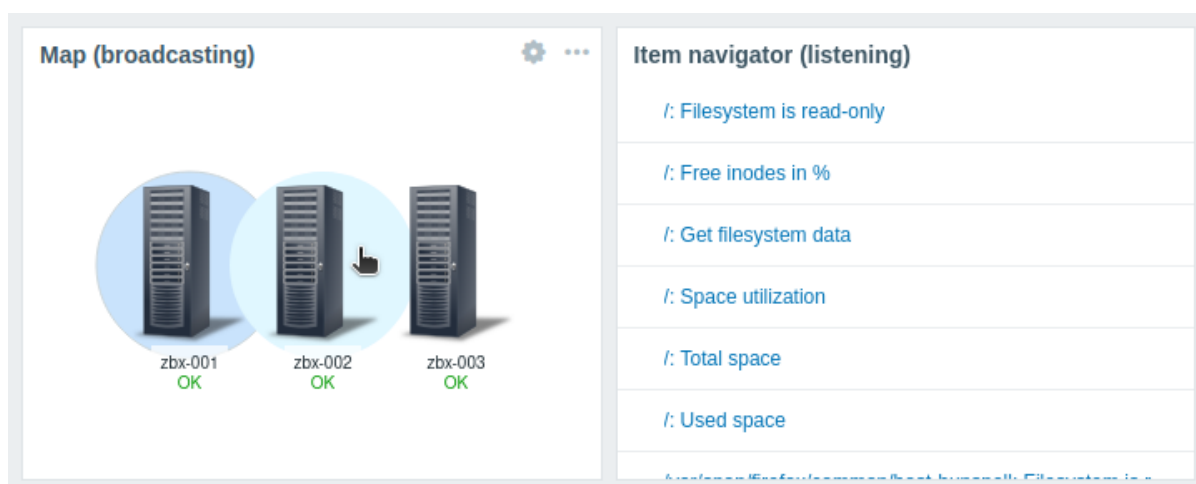 Map (broadcasting)
zbx-001
OK
zbx-002
OK
zbx-003
OK
Item navigator (listening)
/: Filesystem is read-only
/: Free inodes in %
/: Get filesystem data
/: Space utilization
/: Total space
/: Used space